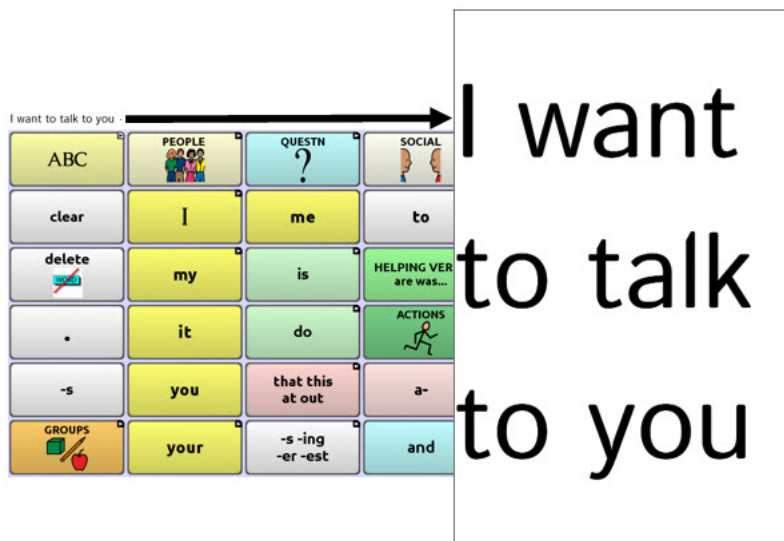 I want to talk to you
I want
to talk
to you
ABC
PEOPLE
QUESTN
?
SOCIAL
clear
I
me
to
delete
WORD
my
is
HELPING VER
are was...
.
it
do
ACTIONS
-s
you
that this
at out
a-
GROUPS
your
-s -ing
-er -est
and